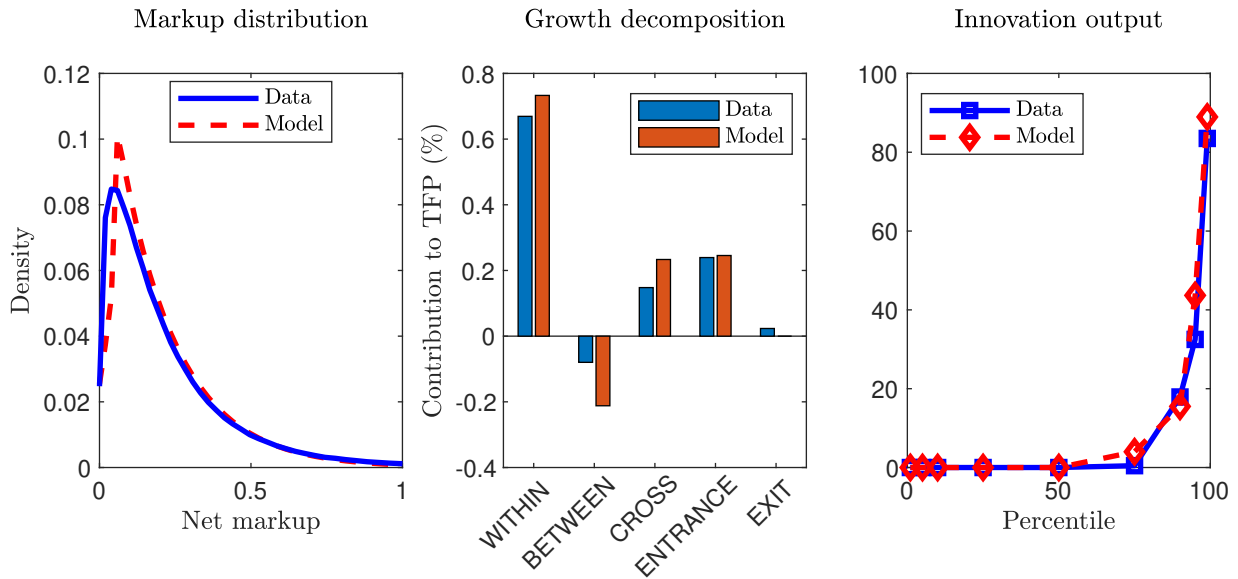 Markup distribution
Growth decomposition
Innovation output
Density
0.12
0.1
0.08
0.06
0.04
0.02
0
Data
Model
0
0.5
1
Net markup
Contribution to TFP (%)
0.8
0.6
0.4
0.2
0
-0.2
-0.4
Data
Model
WITHIN
BETWEEN
CROSS
ENTRANCE
EXIT
100
80
60
40
20
0
Data
Model
0
50
100
Percentile